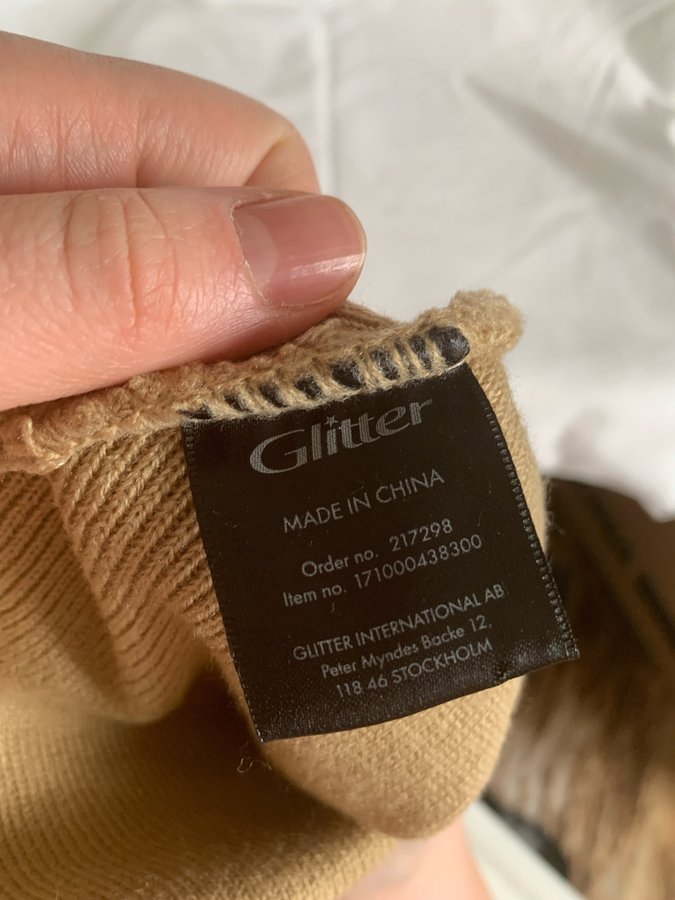 Glitter
MADE IN CHINA
Order no. 217298
Item no. 171000438300
GLITTER INTERNATIONAL AB
Peter Myndes Backe 12,
118 46 STOCKHOLM